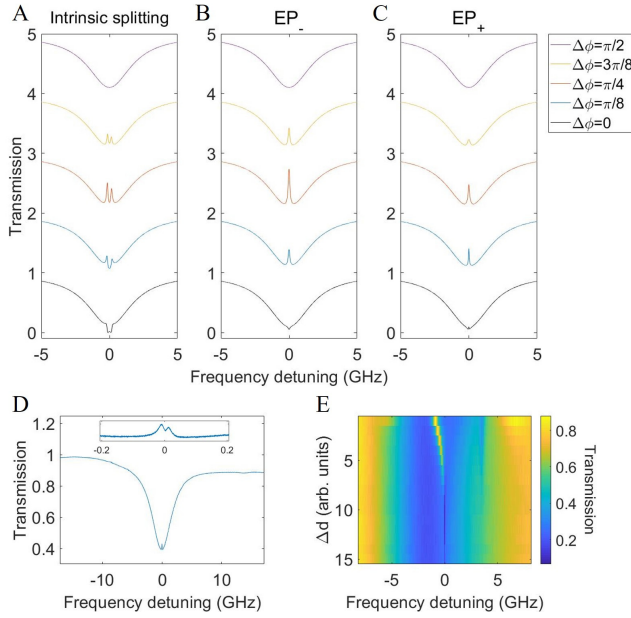 A Intrinsic splitting
B EP₋
C EP₊
Δϕ=π/2
Δϕ=3π/8
Δϕ=π/4
Δϕ=π/8
Δϕ=0
Transmission
5
4
3
2
1
0
-5 0 5
-5 0 5
-5 0 5
Frequency detuning (GHz)
D
Transmission
1.2
1
0.8
0.6
0.4
-0.2 0 0.2
-10 0 10
Frequency detuning (GHz)
E
Δd (arb. units)
5
10
15
-5 0 5
Frequency detuning (GHz)
0.8
0.6
0.4
0.2
Transmission